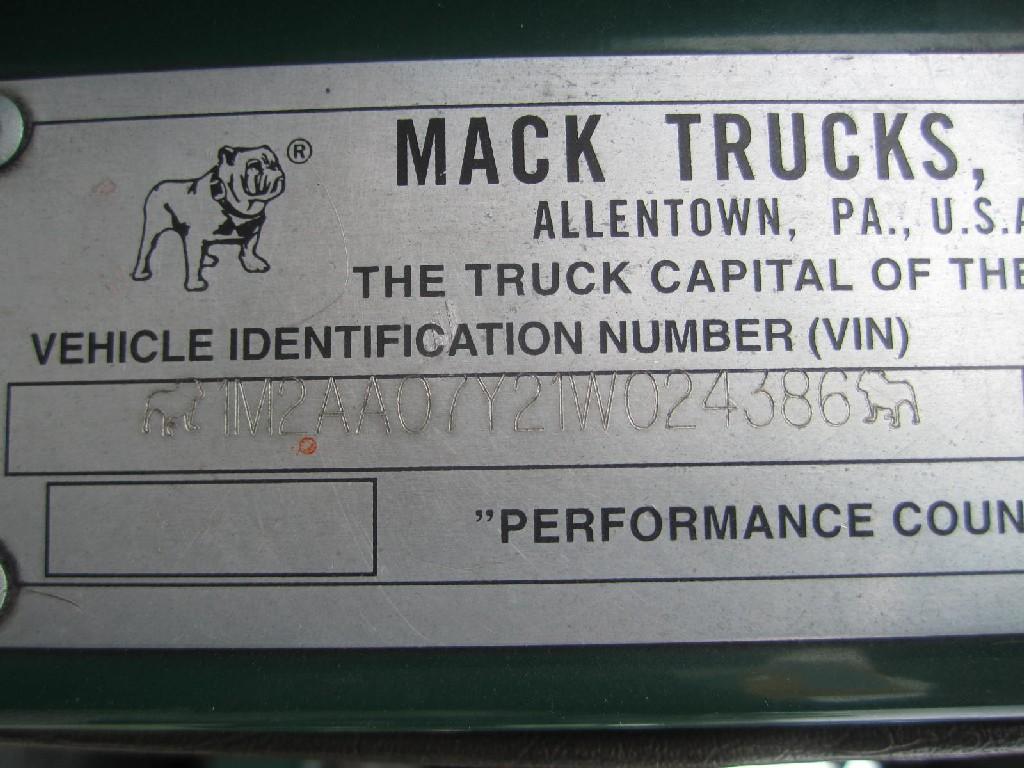 ®
MACK TRUCKS,
ALLENTOWN, PA., U.S.A
THE TRUCK CAPITAL OF THE
VEHICLE IDENTIFICATION NUMBER (VIN)
1M2AA07Y21W024386
"PERFORMANCE COUN